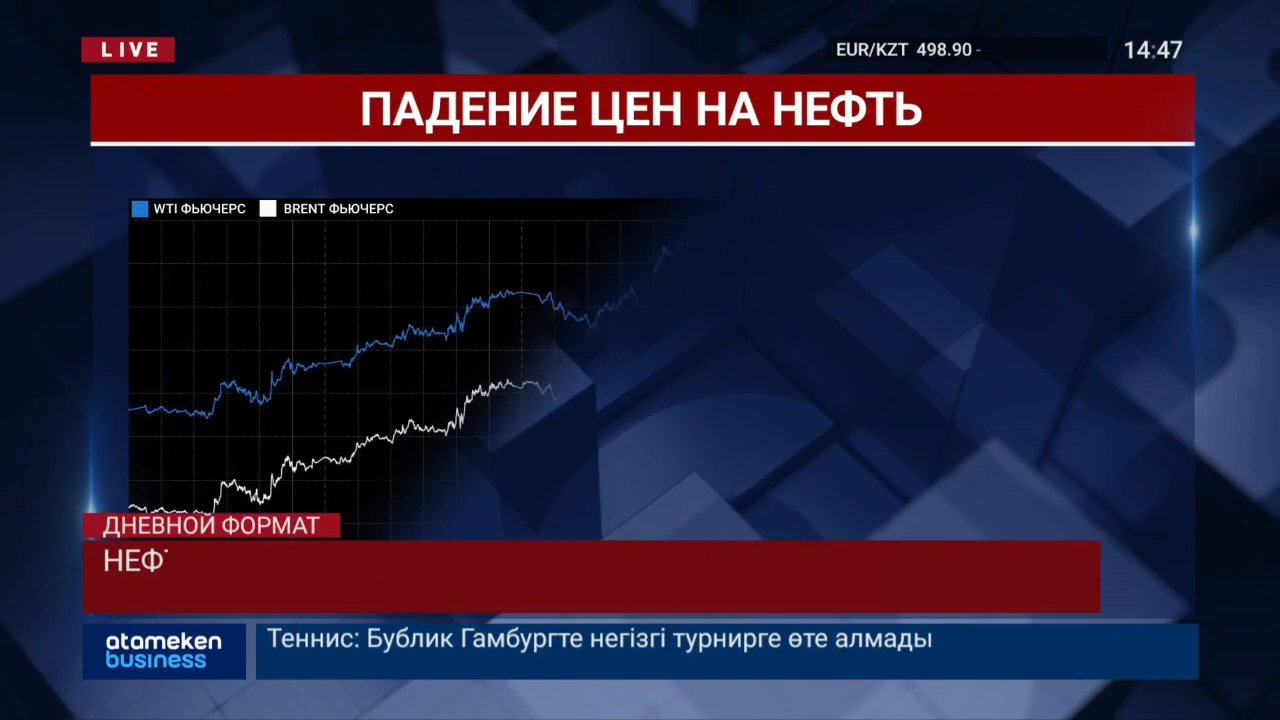 LIVE
EUR/KZT 498.90 -
14:47
ПАДЕНИЕ ЦЕН НА НЕФТЬ
WTI ФЬЮЧЕРС BRENT ФЬЮЧЕРС
ДНЕВНОЙ ФОРМАТ
НЕФ
atameken
business
Теннис: Бублик Гамбургте негізгі турнирге өте алмады